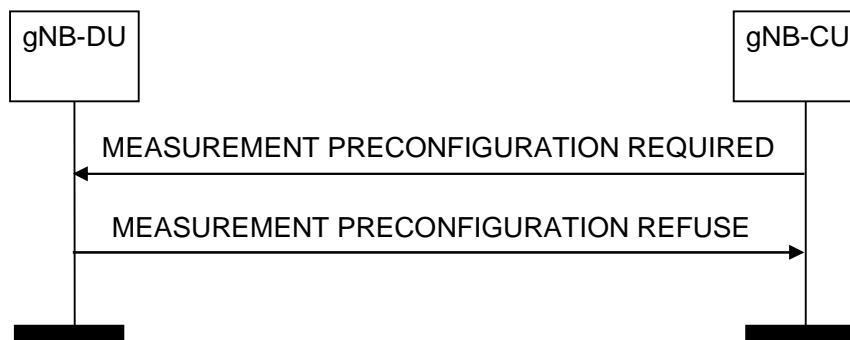 gNB-DU
gNB-CU
MEASUREMENT PRECONFIGURATION REQUIRED
MEASUREMENT PRECONFIGURATION REFUSE